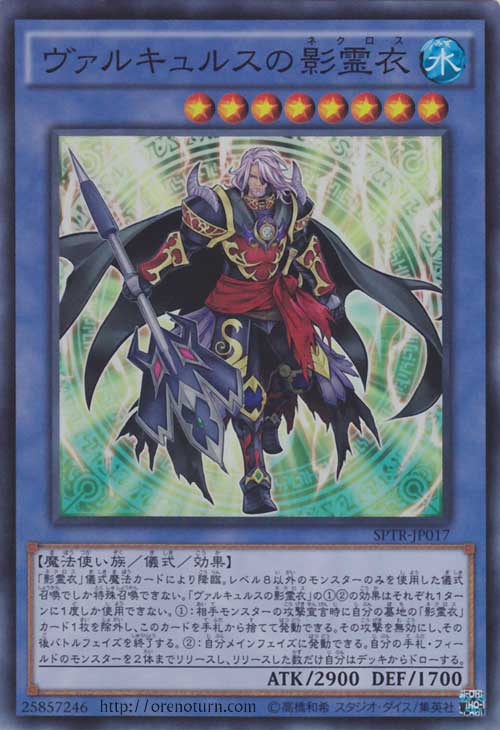 ヴァルキュルスの影霊衣
ネクロス
水
SPTR-JP017
【魔法使い族／儀式／効果】
「影霊衣」儀式魔法カードにより降臨。レベル8以外のモンスターのみを使用した儀式
召喚でしか特殊召喚できない。「ヴァルキュルスの影霊衣」の①②の効果はそれぞれ1ター
ンに1度しか使用できない。①：相手モンスターの攻撃宣言時に自分の墓地の「影霊衣」
カード1枚を除外し、このカードを手札から捨てて発動できる。その攻撃を無効にし、その
後バトルフェイズを終了する。②：自分メインフェイズに発動できる。自分の手札・フィー
ルドのモンスターを2体までリリースし、リリースした数だけ自分はデッキからドローする。
ATK/2900 DEF/1700
25857246 http://orenoturn.com ©高橋和希 スタジオ・ダイス/集英社